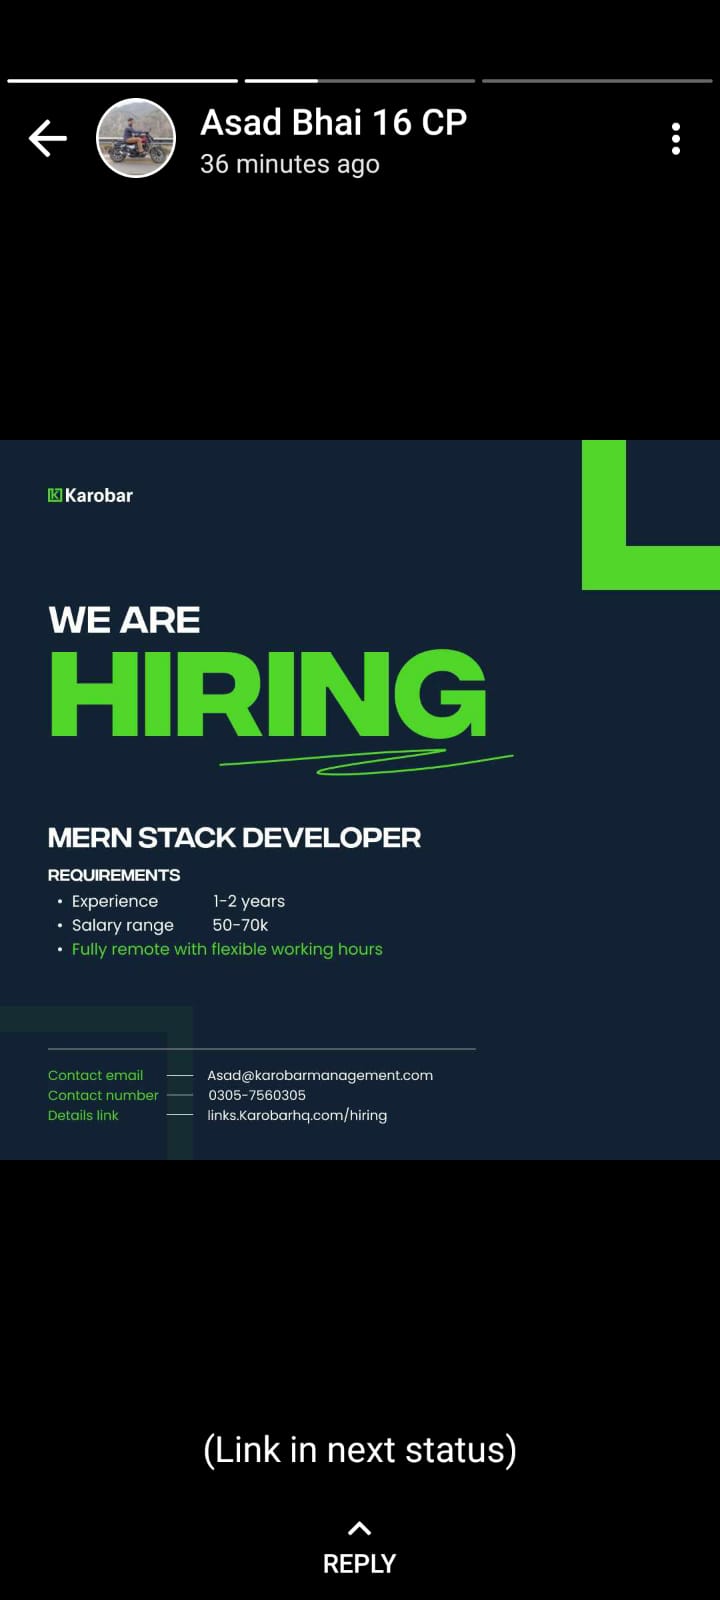 Asad Bhai 16 CP
36 minutes ago
Karobar
WE ARE
HIRING
MERN STACK DEVELOPER
REQUIREMENTS
• Experience 1-2 years
• Salary range 50-70k
• Fully remote with flexible working hours
Contact email — Asad@karobarmanagement.com
Contact number — 0305-7560305
Details link — links.Karobarhq.com/hiring
(Link in next status)
REPLY